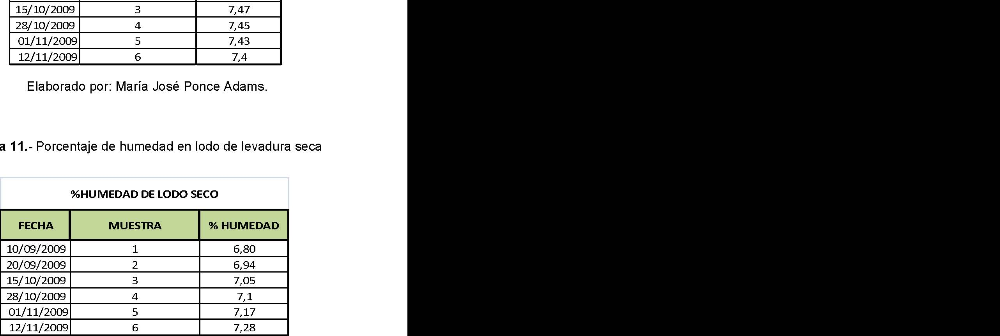 15/10/2009 3 7,47
28/10/2009 4 7,45
01/11/2009 5 7,43
12/11/2009 6 7,4
Elaborado por: María José Ponce Adams.
a 11.- Porcentaje de humedad en lodo de levadura seca
%HUMEDAD DE LODO SECO
FECHA MUESTRA % HUMEDAD
10/09/2009 1 6,80
20/09/2009 2 6,94
15/10/2009 3 7,05
28/10/2009 4 7,1
01/11/2009 5 7,17
12/11/2009 6 7,28